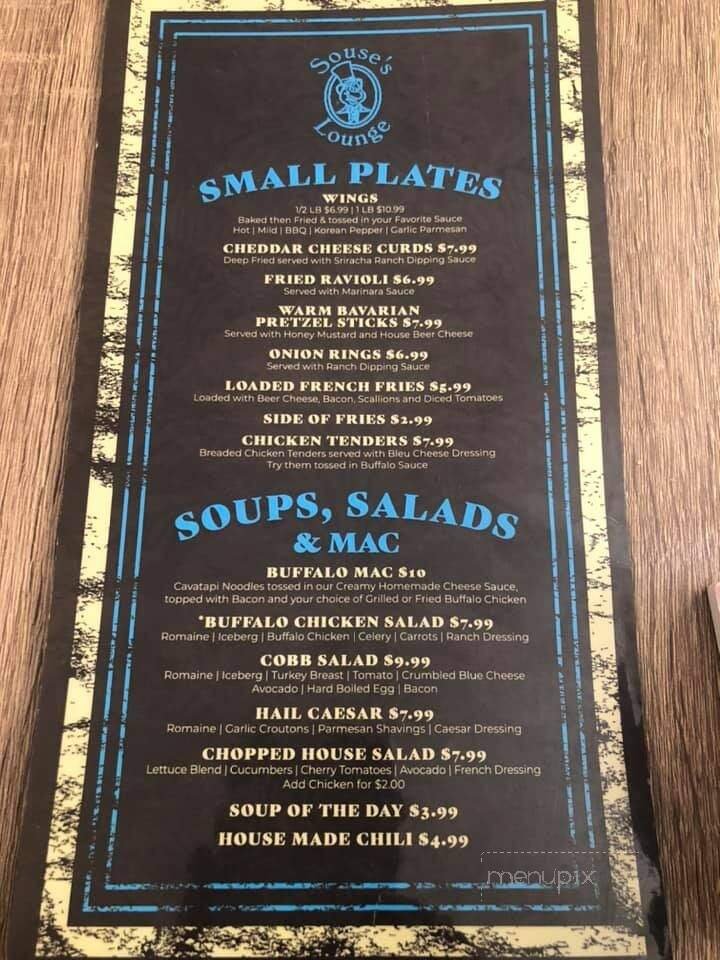 Souse's
Lounge
SMALL PLATES
WINGS
1/2 LB $6.99 | 1 LB $10.99
Baked then Fried & tossed in your Favorite Sauce
Hot | Mild | BBQ | Korean Pepper | Garlic Parmesan
CHEDDAR CHEESE CURDS $7.99
Deep Fried served with Sriracha Ranch Dipping Sauce
FRIED RAVIOLI $6.99
Served with Marinara Sauce
WARM BAVARIAN
PRETZEL STICKS $7.99
Served with Honey Mustard and House Beer Cheese
ONION RINGS $6.99
Served with Ranch Dipping Sauce
LOADED FRENCH FRIES $5.99
Loaded with Beer Cheese, Bacon, Scallions and Diced Tomatoes
SIDE OF FRIES $2.99
CHICKEN TENDERS $7.99
Breaded Chicken Tenders served with Bleu Cheese Dressing
Try them tossed in Buffalo Sauce
SOUPS, SALADS
& MAC
BUFFALO MAC $10
Cavatapi Noodles tossed in our Creamy Homemade Cheese Sauce,
topped with Bacon and your choice of Grilled or Fried Buffalo Chicken
*BUFFALO CHICKEN SALAD $7.99
Romaine | Iceberg | Buffalo Chicken | Celery | Carrots | Ranch Dressing
COBB SALAD $9.99
Romaine | Iceberg | Turkey Breast | Tomato | Crumbled Blue Cheese
Avocado | Hard Boiled Egg | Bacon
HAIL CAESAR $7.99
Romaine | Garlic Croutons | Parmesan Shavings | Caesar Dressing
CHOPPED HOUSE SALAD $7.99
Lettuce Blend | Cucumbers | Cherry Tomatoes | Avocado | French Dressing
Add Chicken for $2.00
SOUP OF THE DAY $3.99
HOUSE MADE CHILI $4.99
menupix